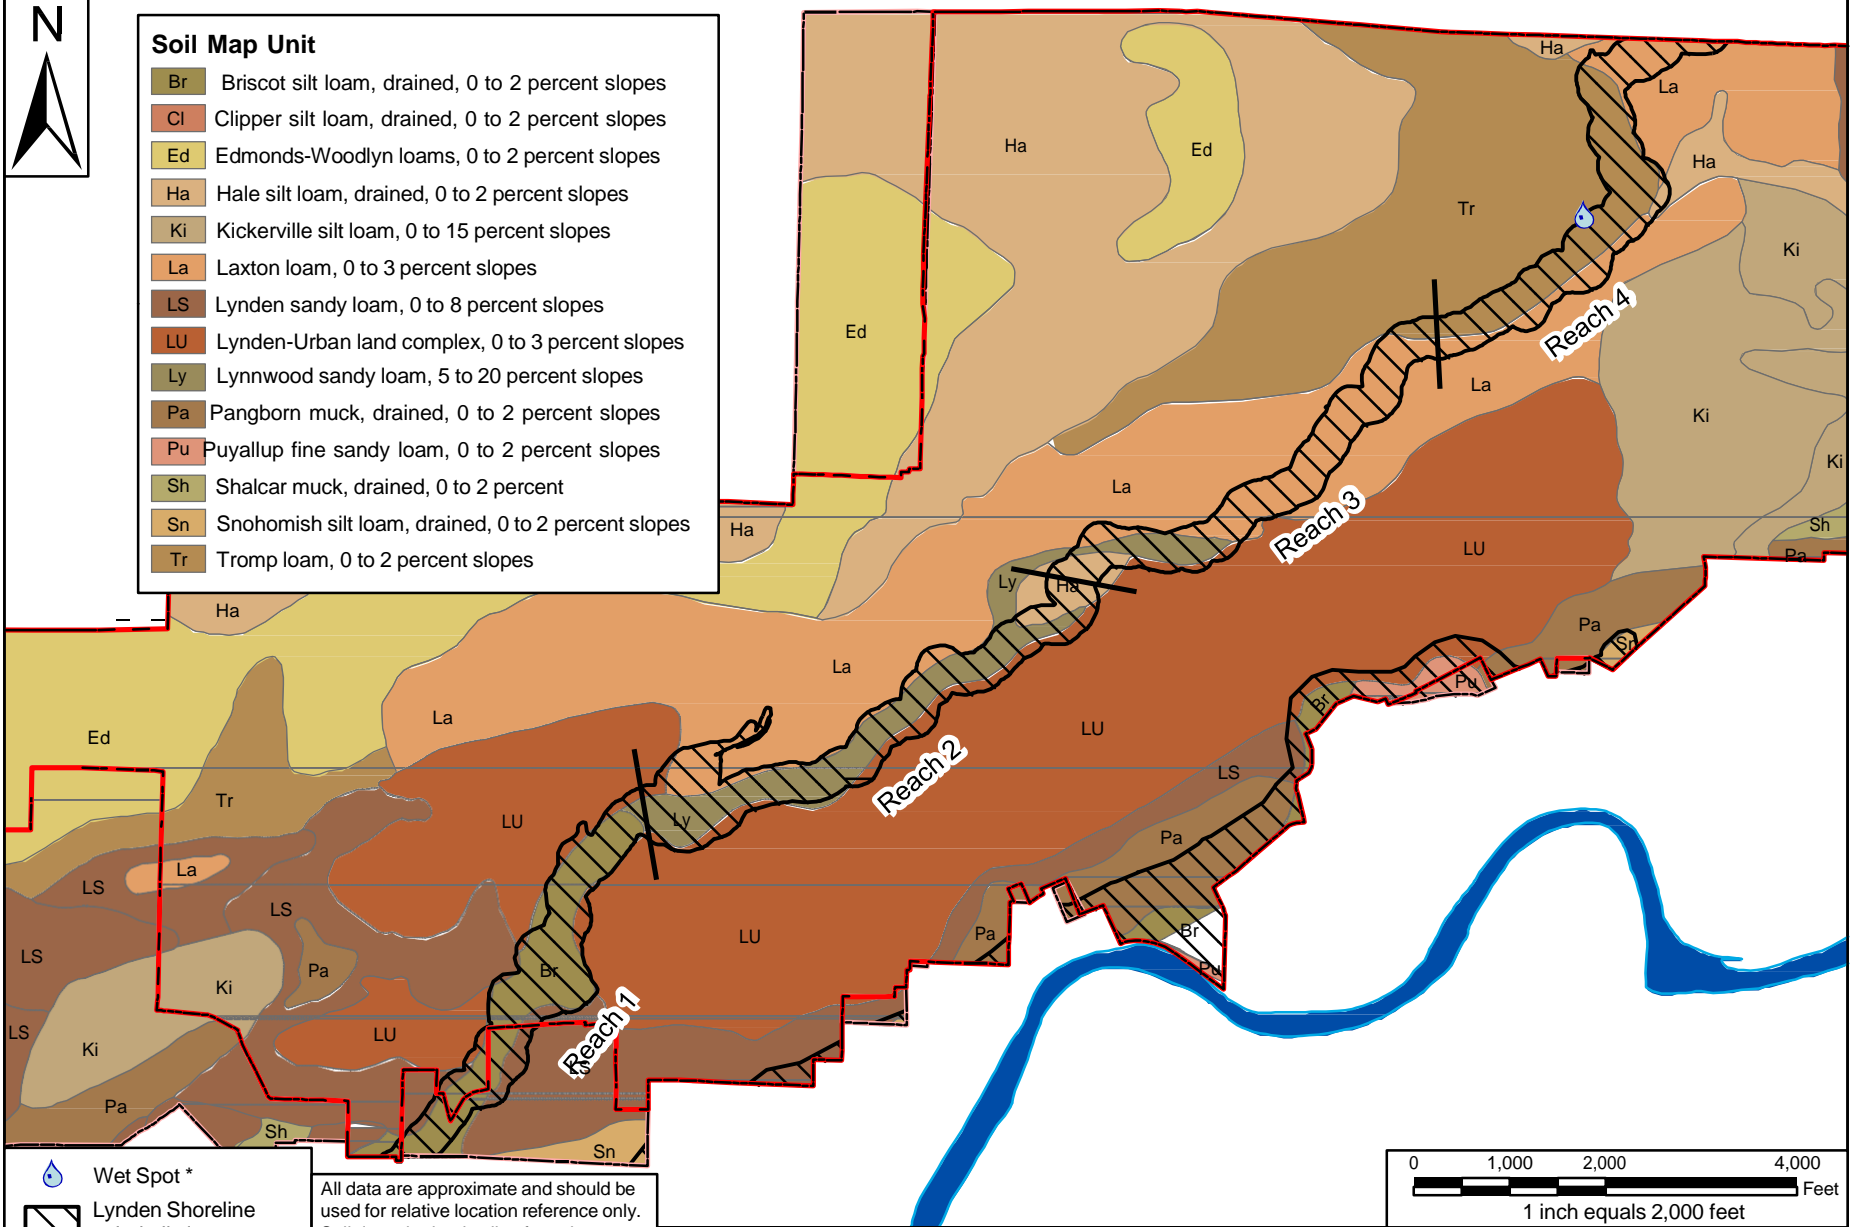 N
Soil Map Unit
Br Briscot silt loam, drained, 0 to 2 percent slopes
Cl Clipper silt loam, drained, 0 to 2 percent slopes
Ed Edmonds-Woodlyn loams, 0 to 2 percent slopes
Ha Hale silt loam, drained, 0 to 2 percent slopes
Ki Kickerville silt loam, 0 to 15 percent slopes
La Laxton loam, 0 to 3 percent slopes
LS Lynden sandy loam, 0 to 8 percent slopes
LU Lynden-Urban land complex, 0 to 3 percent slopes
Ly Lynnwood sandy loam, 5 to 20 percent slopes
Pa Pangborn muck, drained, 0 to 2 percent slopes
Pu Puyallup fine sandy loam, 0 to 2 percent slopes
Sh Shalcar muck, drained, 0 to 2 percent
Sn Snohomish silt loam, drained, 0 to 2 percent slopes
Tr Tromp loam, 0 to 2 percent slopes
Ha
La
Ha
Ed
Ha
Tr
Ki
Ed
Reach 4
La
Ki
Ki
La
Reach 3
Ha
Sh
LU
Pa
Ly
Ha
Ha
Pa
Sn
La
Pu
Br
La
LU
Ed
Reach 2
LS
Tr
LU
Ly
Pa
La
LS
LS
Br
LU
Pa
LS
Pa
Br
Pu
Ki
Reach 1
LS
LU
Ki
LS
Pa
Sh
Sn
Wet Spot *
Lynden Shoreline
All data are approximate and should be
used for relative location reference only.
0 1,000 2,000 4,000
Feet
1 inch equals 2,000 feet